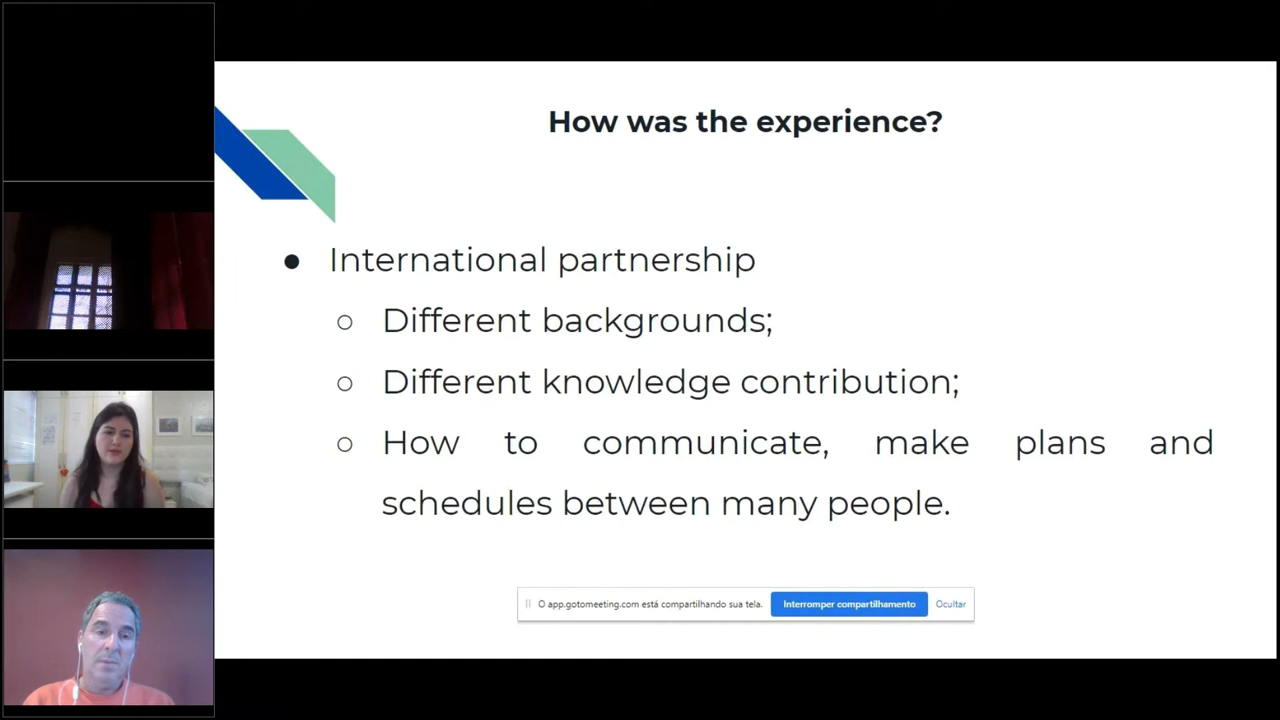 How was the experience?
● International partnership
○ Different backgrounds;
○ Different knowledge contribution;
○ How to communicate, make plans and
schedules between many people.
O app.gotomeeting.com está compartilhando sua tela. Interromper compartilhamento Ocultar